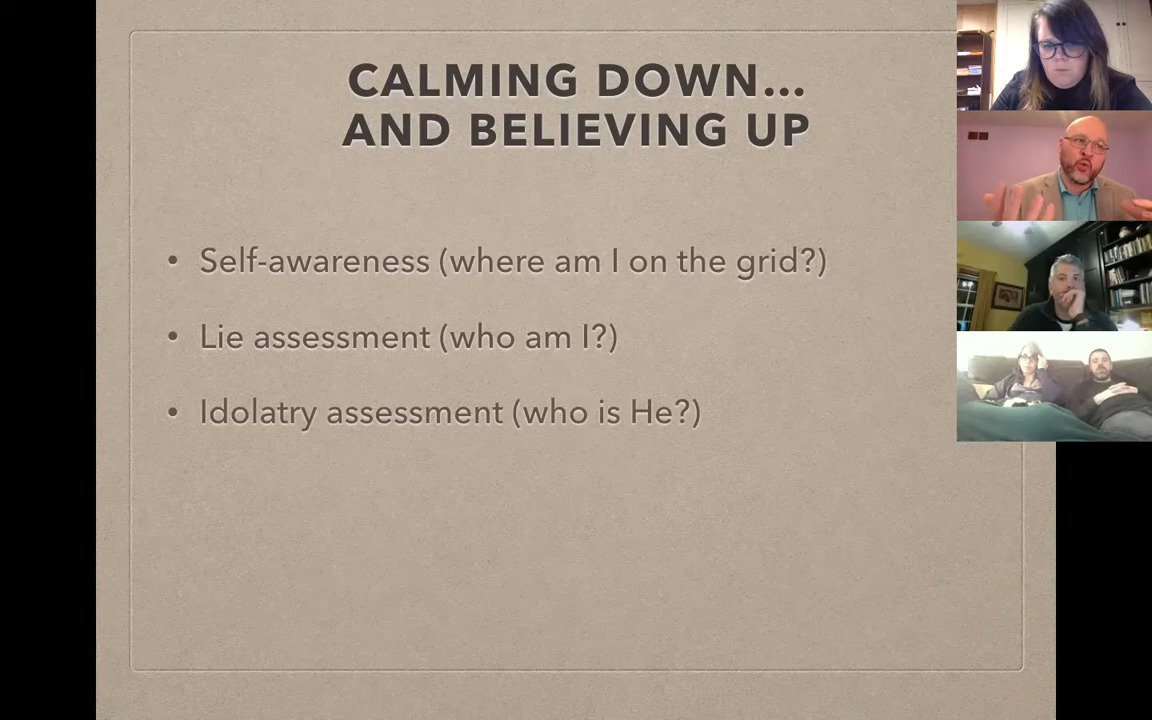 CALMING DOWN...
AND BELIEVING UP
• Self-awareness (where am I on the grid?)
• Lie assessment (who am I?)
• Idolatry assessment (who is He?)